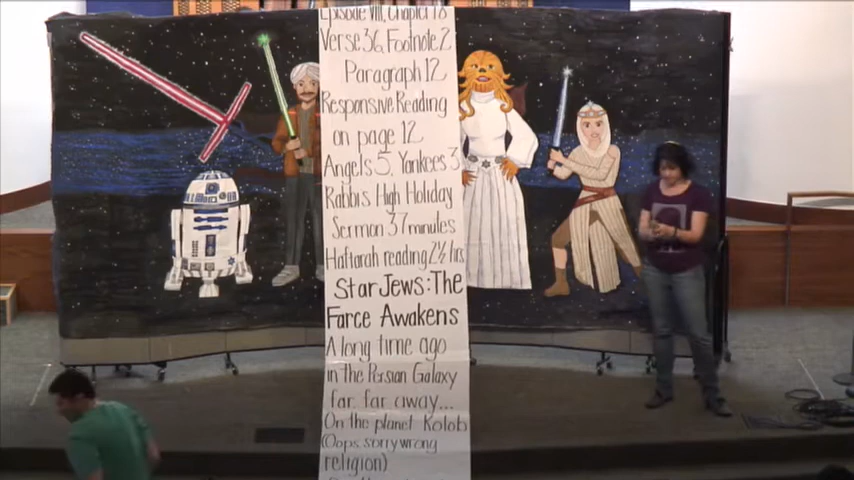 Episode VIII, Chapter 18
Verse 36, Footnote 2
Paragraph 12
Responsive Reading
on page 12
Angels 5, Yankees 3
Rabbis High Holiday
Sermon 37 minutes
Haftarah reading 2½ hrs
Star Jews: The
Farce Awakens
A long time ago
in the Persian Galaxy
far, far away...
On the planet Kolob
(Oops, sorry wrong
religion)